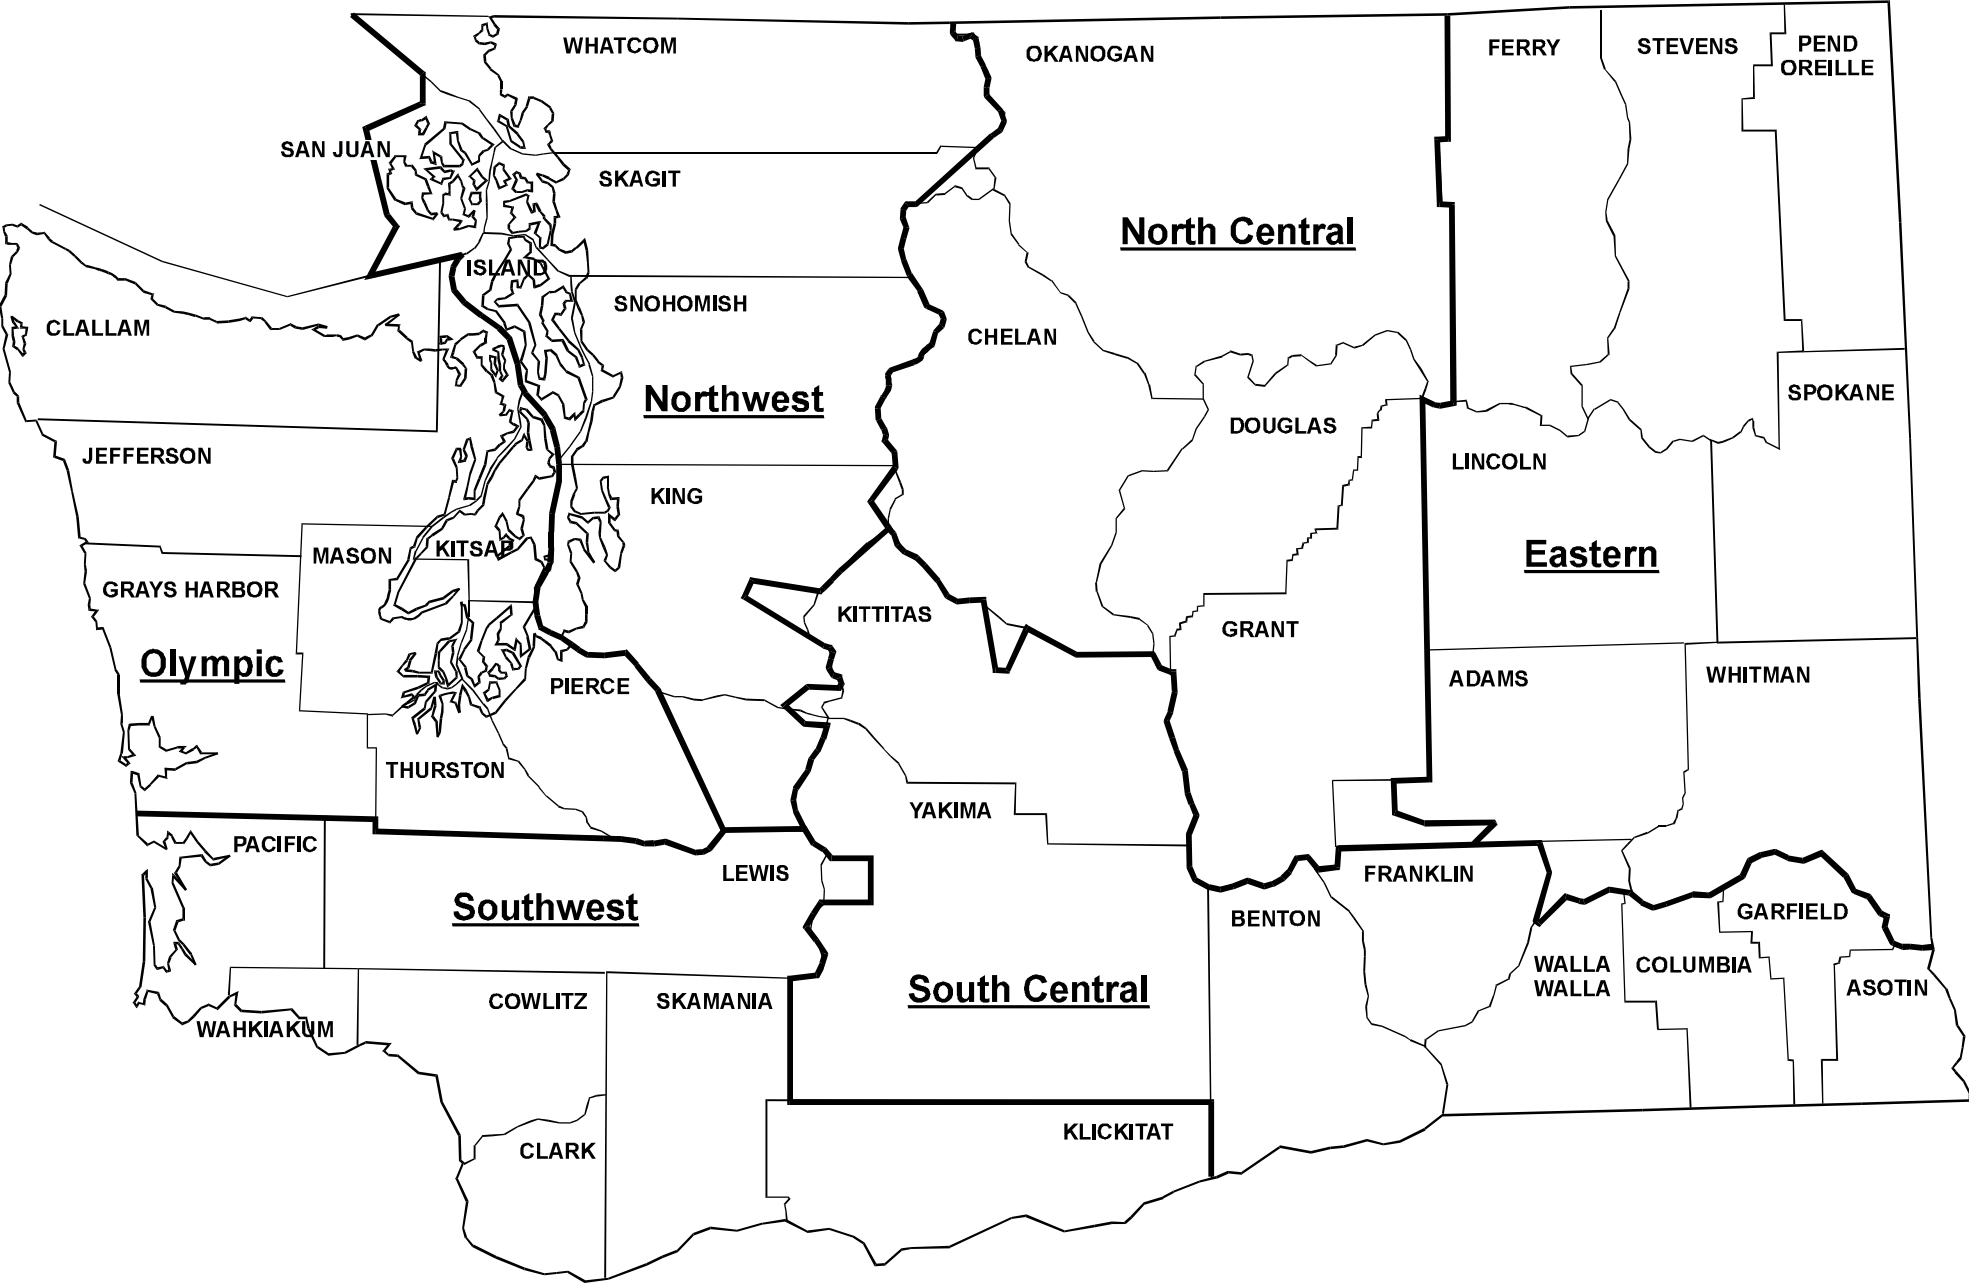 WHATCOM
OKANOGAN
FERRY
STEVENS
PEND
OREILLE
SAN JUAN
SKAGIT
North Central
ISLAND
SNOHOMISH
CLALLAM
CHELAN
Northwest
SPOKANE
DOUGLAS
JEFFERSON
LINCOLN
KING
MASON
KITSAP
Eastern
GRAYS HARBOR
KITTITAS
GRANT
Olympic
PIERCE
ADAMS
WHITMAN
THURSTON
YAKIMA
PACIFIC
LEWIS
FRANKLIN
Southwest
BENTON
GARFIELD
WALLA
WALLA
COLUMBIA
South Central
ASOTIN
COWLITZ
SKAMANIA
WAHKIAKUM
KLICKITAT
CLARK